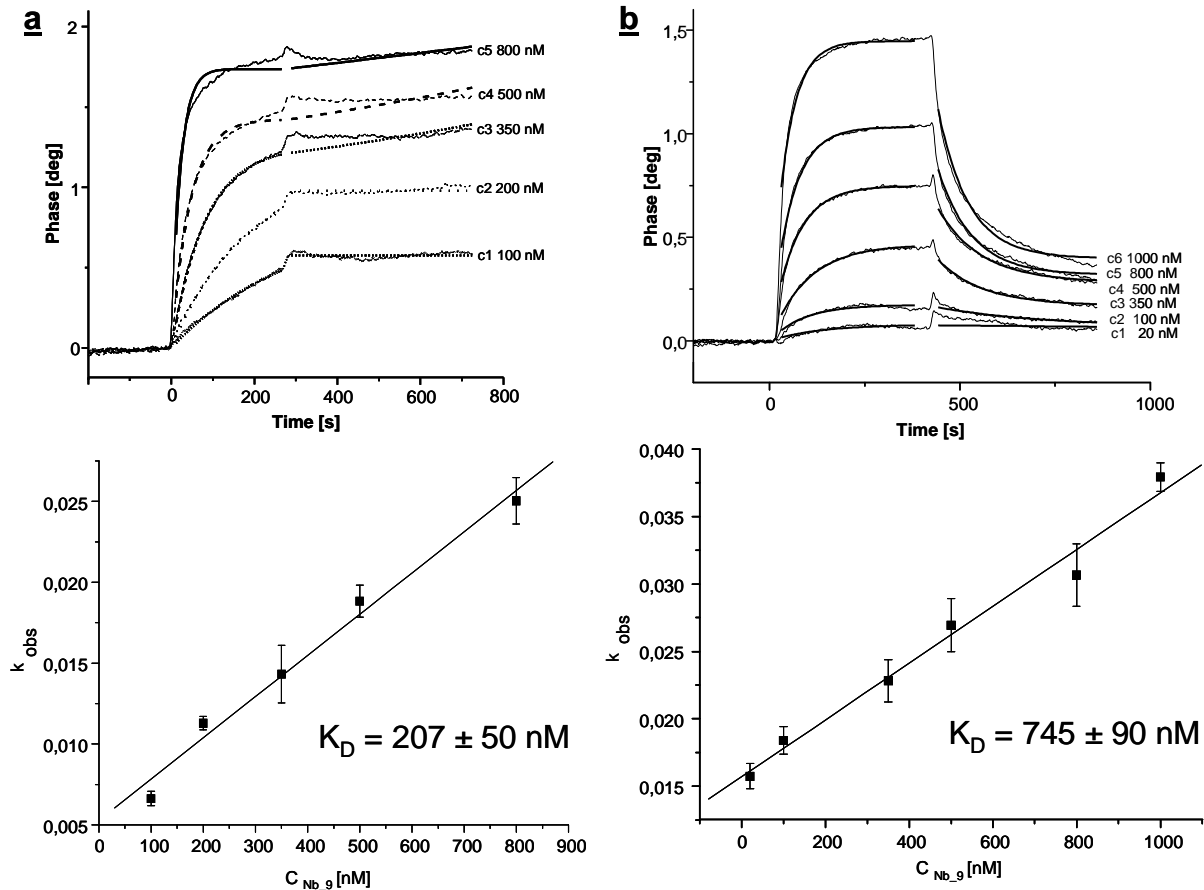 a
2
1
0
Phase [deg]
c5 800 nM
c4 500 nM
c3 350 nM
c2 200 nM
c1 100 nM
0 200 400 600 800
Time [s]
b
1,5
1,0
0,5
0,0
Phase [deg]
c6 1000 nM
c5 800 nM
c4 500 nM
c3 350 nM
c2 100 nM
c1 20 nM
0 500 1000
Time [s]
0,025
0,020
0,015
0,010
0,005
k obs
K D = 207 ± 50 nM
0 100 200 300 400 500 600 700 800 900
C Nb_9 [nM]
0,040
0,035
0,030
0,025
0,020
0,015
k obs
K D = 745 ± 90 nM
0 200 400 600 800 1000
C Nb_9 [nM]